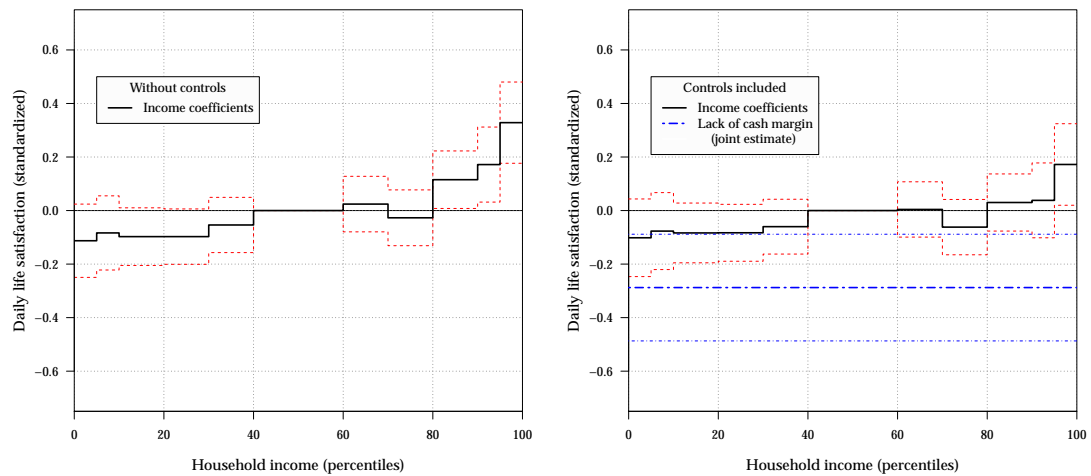 Daily life satisfaction (standardized)
0.6
0.4
0.2
0.0
−0.2
−0.4
−0.6
Without controls
Income coefficients
0 20 40 60 80 100
Household income (percentiles)
Daily life satisfaction (standardized)
0.6
0.4
0.2
0.0
−0.2
−0.4
−0.6
Controls included
Income coefficients
Lack of cash margin
(joint estimate)
0 20 40 60 80 100
Household income (percentiles)